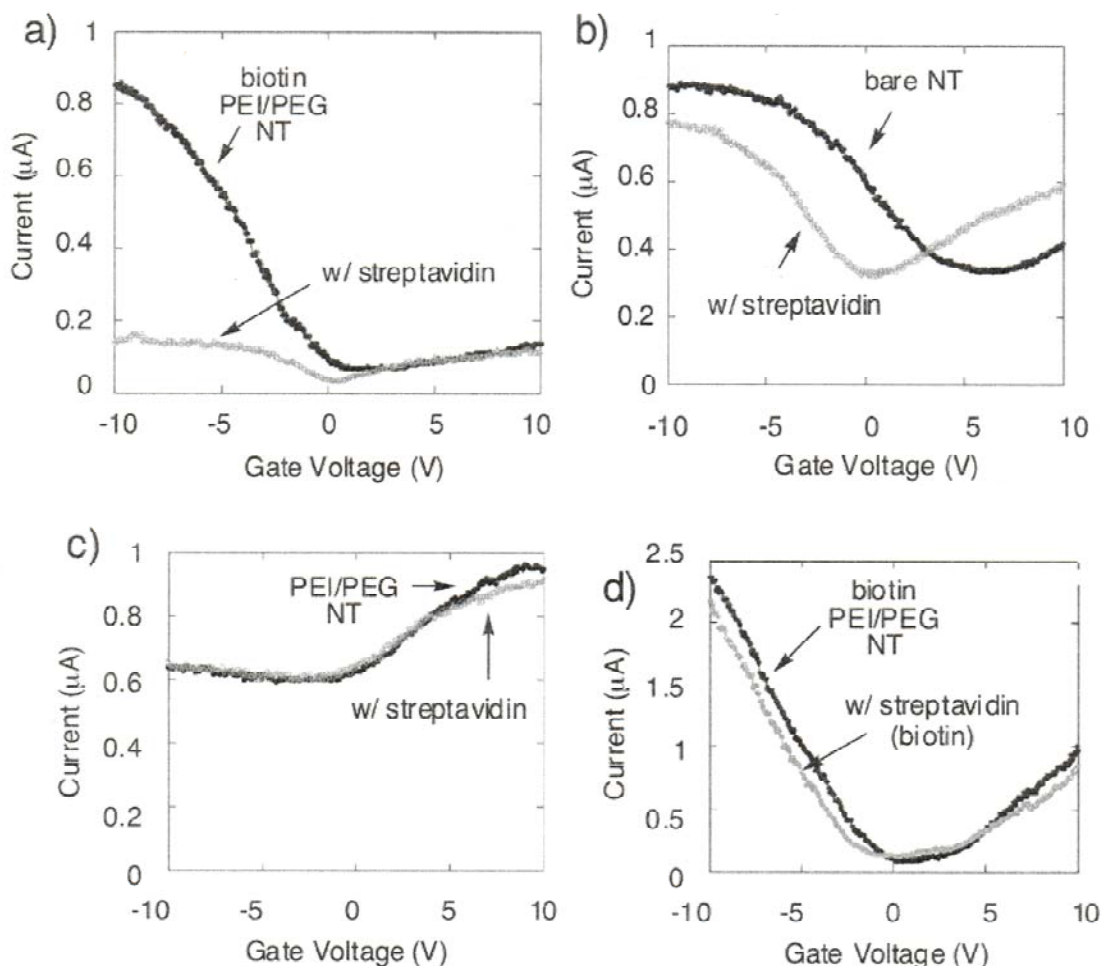 a)
1
0.8
0.6
0.4
0.2
0
-10
-5
0
5
10
Current (μA)
Gate Voltage (V)
biotin
PEI/PEG
NT
w/ streptavidin
b)
1
0.8
0.6
0.4
0.2
0
-10
-5
0
5
10
Current (μA)
Gate Voltage (V)
bare NT
w/ streptavidin
c)
1
0.8
0.6
0.4
0.2
0
-10
-5
0
5
10
Current (μA)
Gate Voltage (V)
PEI/PEG
NT
w/ streptavidin
d)
2.5
2
1.5
1
0.5
0
-10
-5
0
5
10
Current (μA)
Gate Voltage (V)
biotin
PEI/PEG
NT
w/ streptavidin
(biotin)